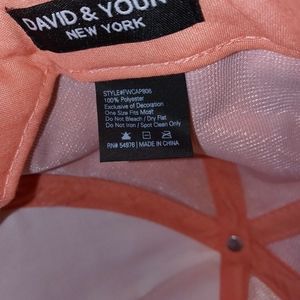 DAVID & YOUN
NEW YORK
STYLE#FWCAP806
100% Polyester
Exclusive of Decoration
One Size Fits Most
Do Not Bleach / Dry Flat
Do Not Iron / Spot Clean Only
RN# 54878 MADE IN CHINA